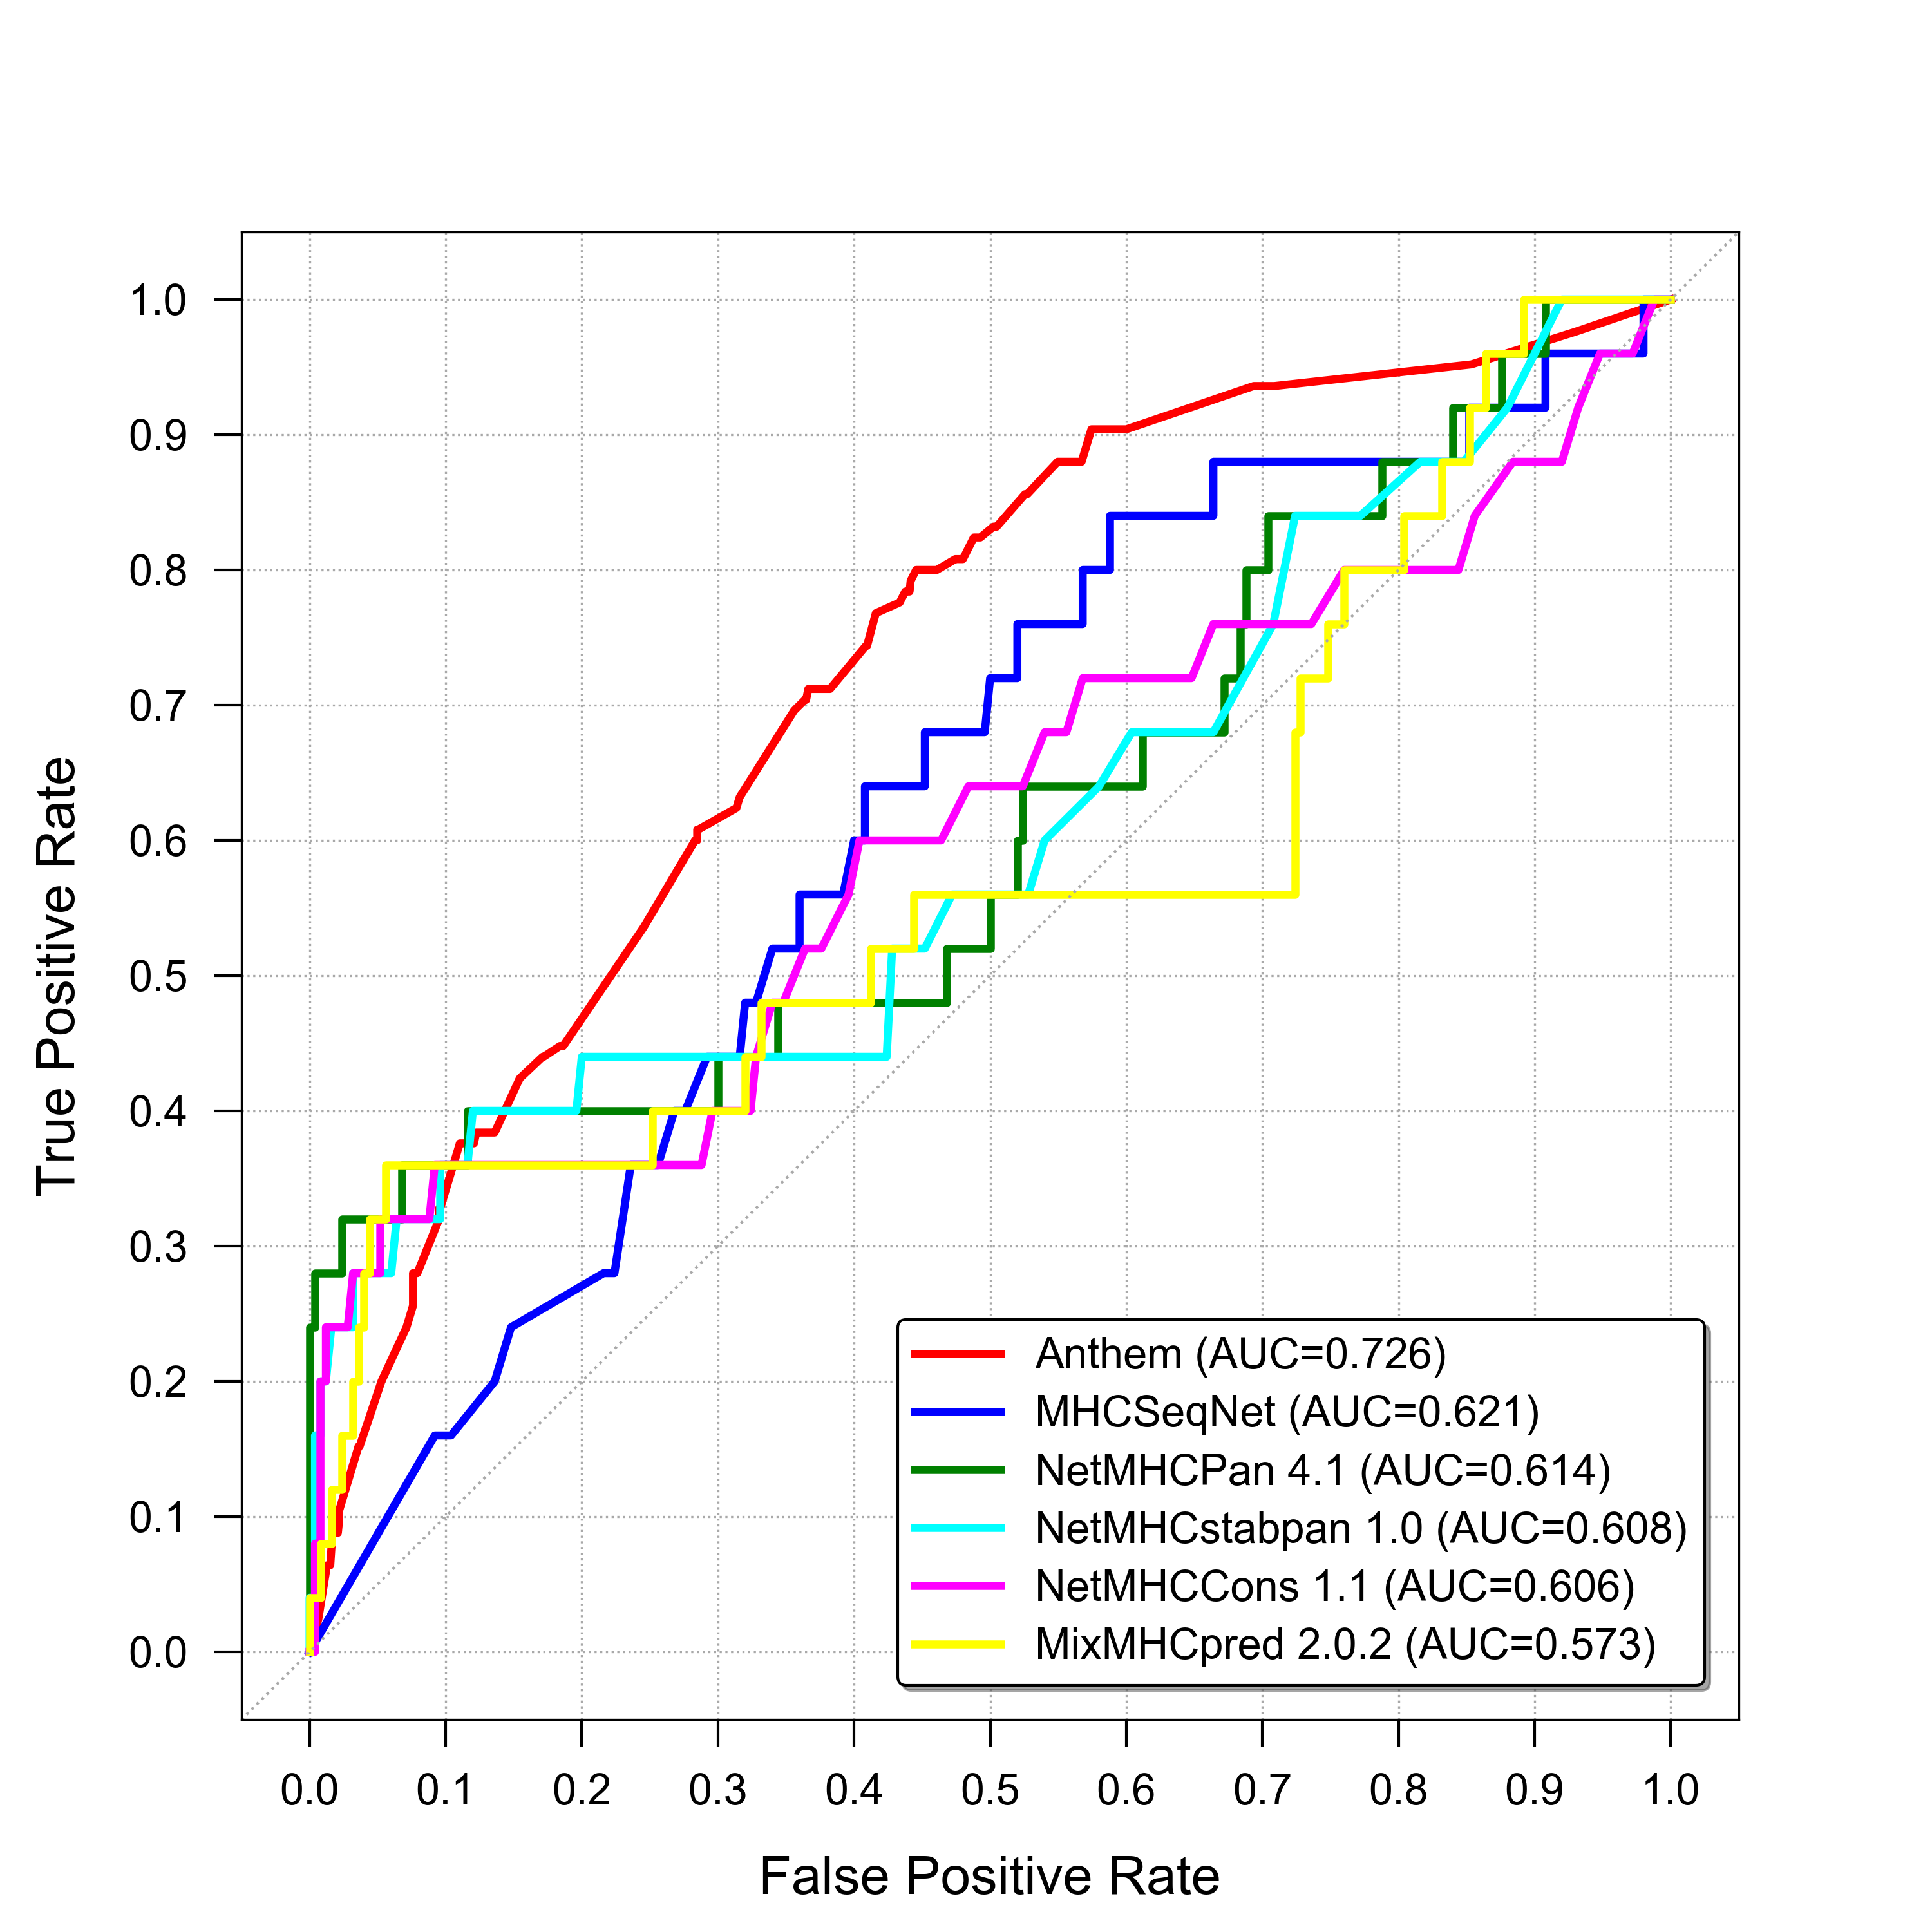 1.0
0.9
0.8
0.7
0.6
0.5
0.4
0.3
0.2
0.1
0.0
True Positive Rate
Anthem (AUC=0.726)
MHCSeqNet (AUC=0.621)
NetMHCPan 4.1 (AUC=0.614)
NetMHCstabpan 1.0 (AUC=0.608)
NetMHCCons 1.1 (AUC=0.606)
MixMHCpred 2.0.2 (AUC=0.573)
0.0 0.1 0.2 0.3 0.4 0.5 0.6 0.7 0.8 0.9 1.0
False Positive Rate